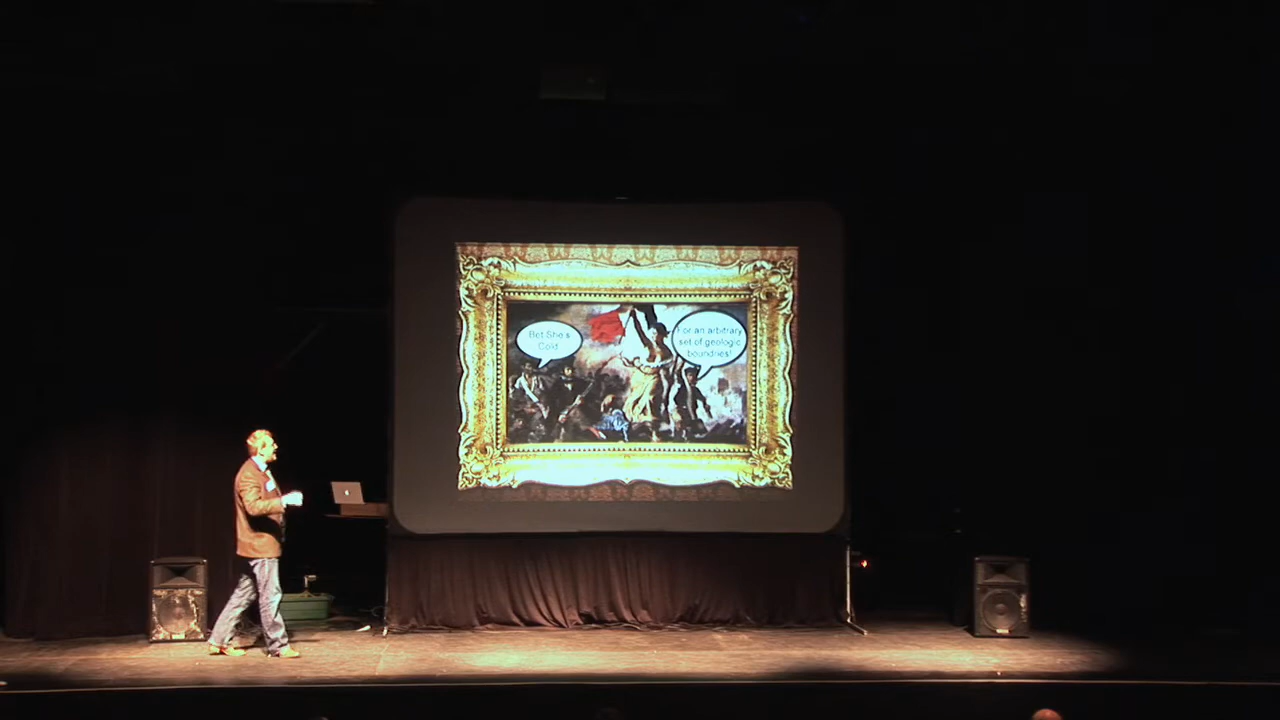 Bet She's
Cold
For an arbitrary
set of geologic
boundries!